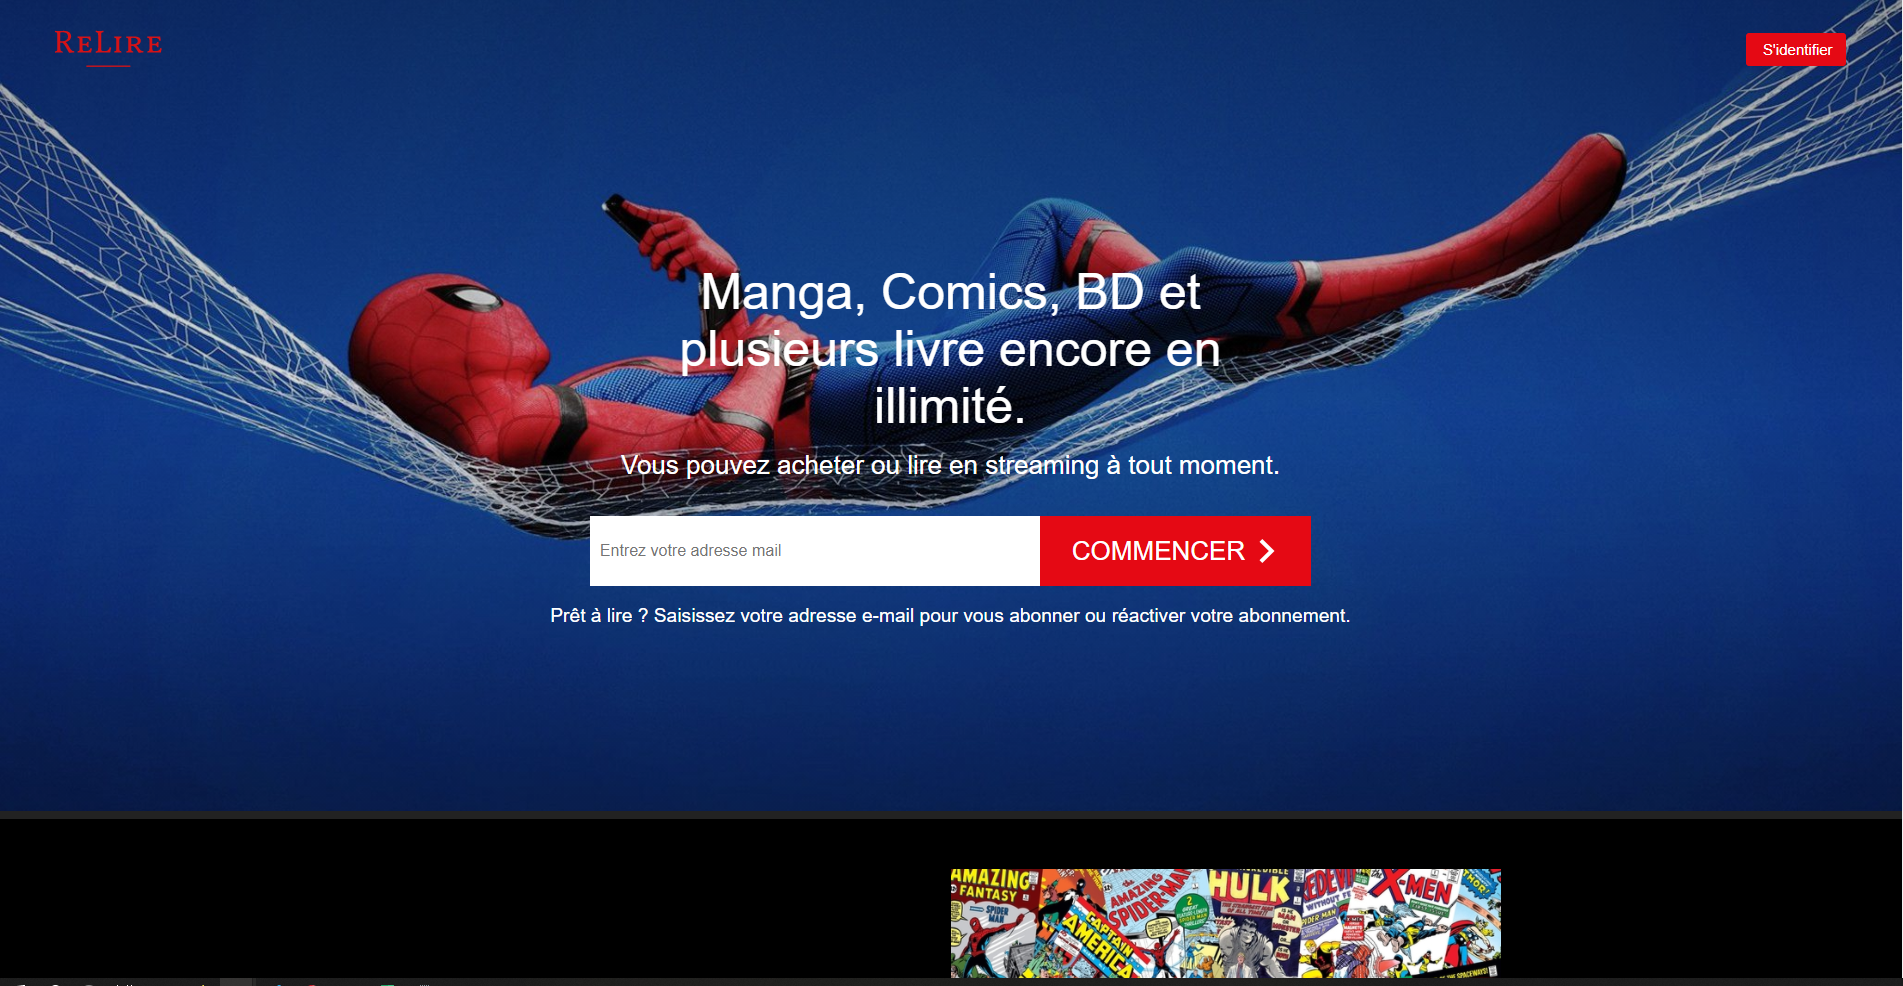 ReLire
S'identifier
Manga, Comics, BD et
plusieurs livre encore en
illimité.
Vous pouvez acheter ou lire en streaming à tout moment.
Entrez votre adresse mail
COMMENCER
Prêt à lire ? Saisissez votre adresse e-mail pour vous abonner ou réactiver votre abonnement.
AMAZING
FANTASY
SPIDER
MAN
AMAZING
SPIDER-MAN
CAPTAIN
AMERICA
HULK
X-MEN
THOR